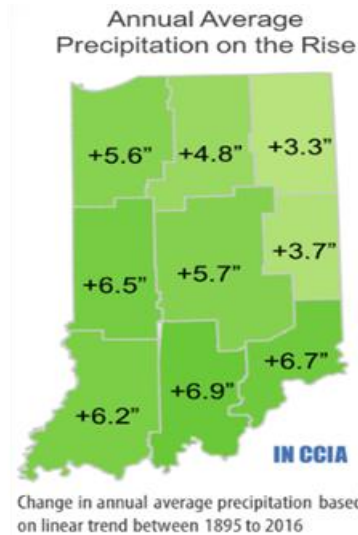 Annual Average
Precipitation on the Rise
+5.6”
+4.8”
+3.3”
+6.5”
+5.7”
+3.7”
+6.2”
+6.9”
+6.7”
IN CCIA
Change in annual average precipitation based
on linear trend between 1895 to 2016